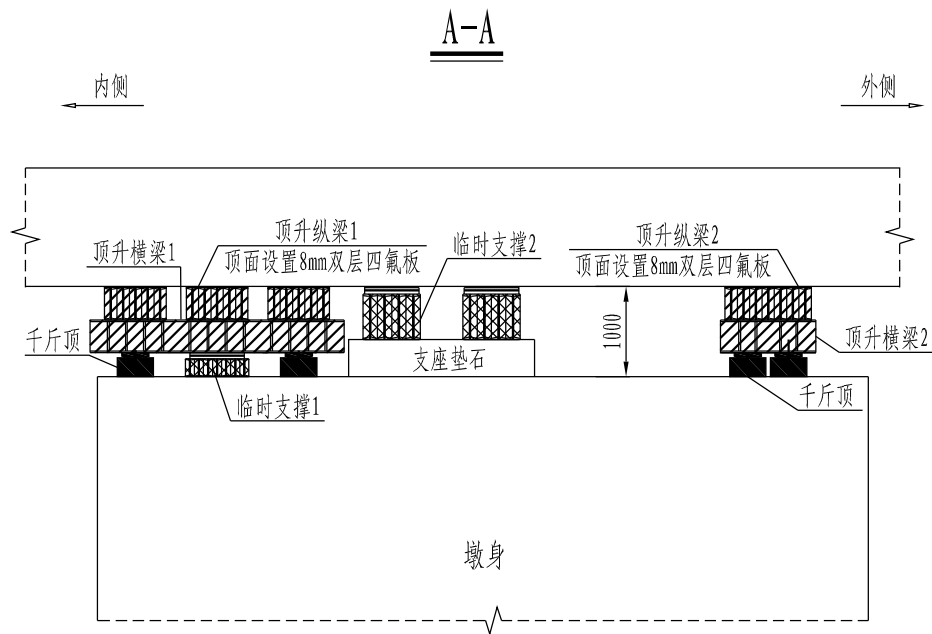 A-A
内侧
外侧
顶升纵梁1
顶面设置8mm双层四氟板
顶升横梁1
临时支撑2
顶升纵梁2
顶面设置8mm双层四氟板
千斤顶
支座垫石
1000
顶升横梁2
临时支撑1
千斤顶
墩身